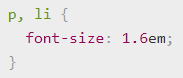 p, li {
  font-size: 1.6em;
}